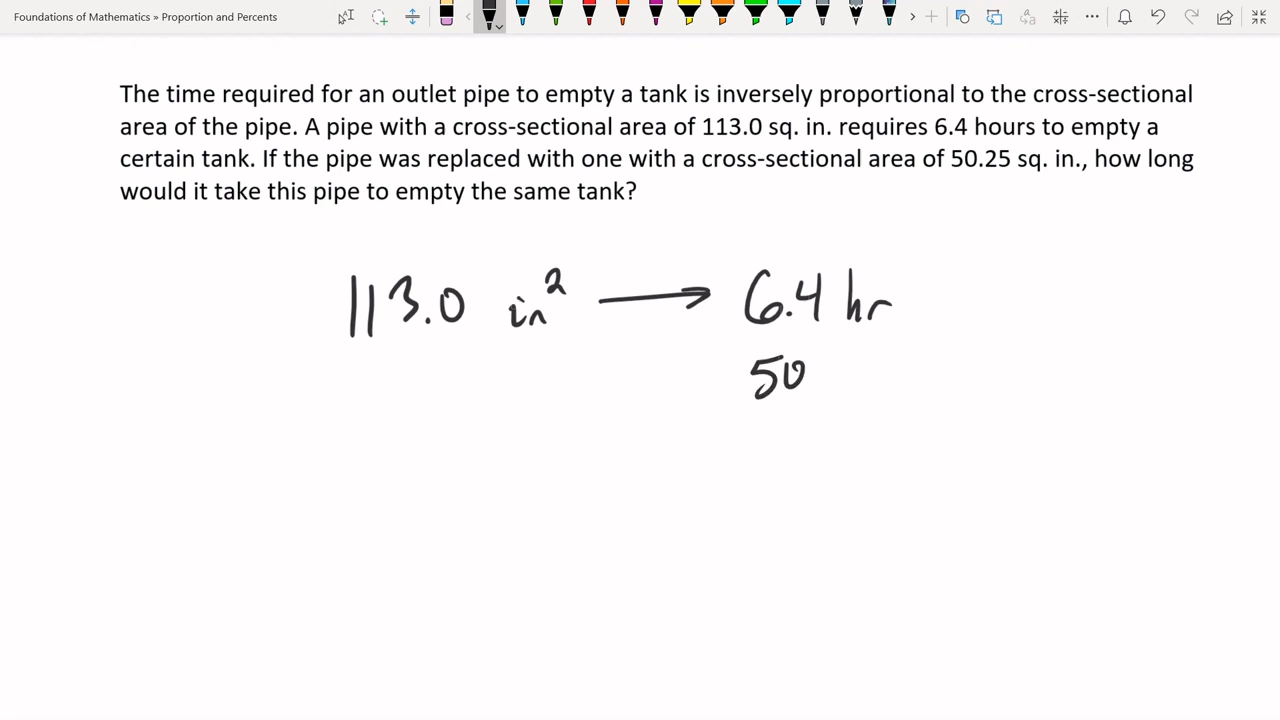 Foundations of Mathematics » Proportion and Percents
The time required for an outlet pipe to empty a tank is inversely proportional to the cross-sectional
area of the pipe. A pipe with a cross-sectional area of 113.0 sq. in. requires 6.4 hours to empty a
certain tank. If the pipe was replaced with one with a cross-sectional area of 50.25 sq. in., how long
would it take this pipe to empty the same tank?
113.0 in² → 6.4 hr
50